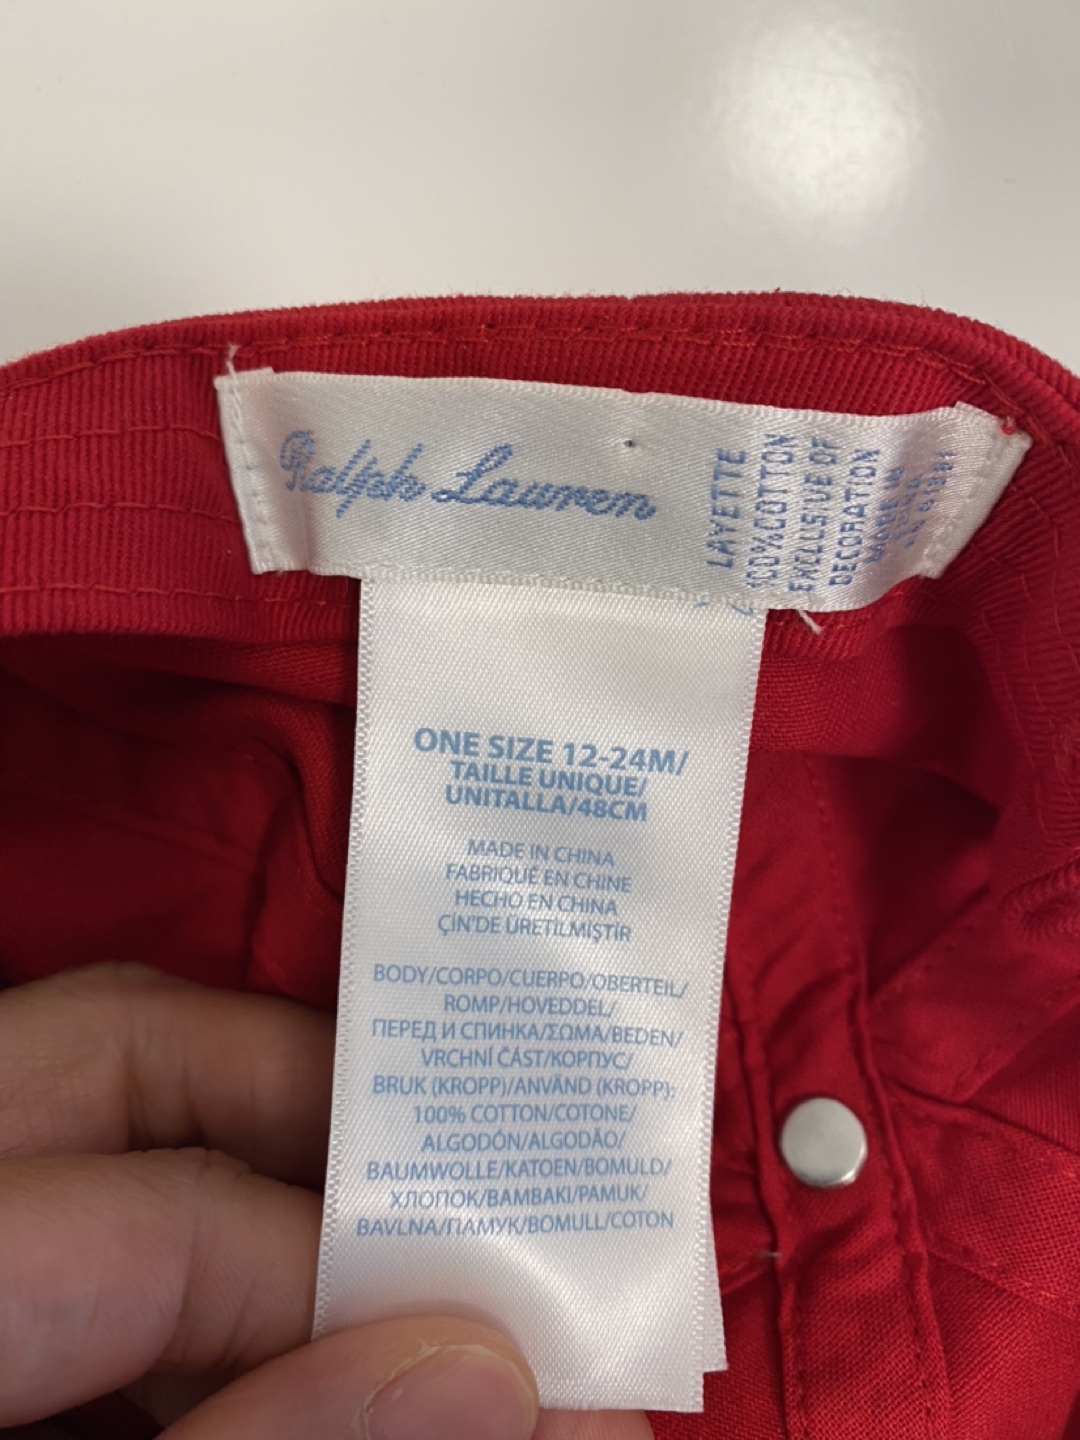 Ralph Lauren
LAYETTE
100% COTTON
EXCLUSIVE OF
DECORATION
MADE IN
ONE SIZE 12-24M/
TAILLE UNIQUE/
UNITALLA/48CM
MADE IN CHINA
FABRIQUÉ EN CHINE
HECHO EN CHINA
ÇİN'DE ÜRETİLMİŞTİR
BODY/CORPO/CUERPO/OBERTEIL/
ROMP/HOVEDDEL/
ПЕРЕД И СПИНКА/ΣΩΜΑ/BEDEN/
VRCHNÍ ČÁST/КОРПУС/
BRUK (KROPP)/ANVÄND (KROPP):
100% COTTON/COTONE/
ALGODÓN/ALGODÃO/
BAUMWOLLE/KATOEN/BOMULD/
ХЛОПОК/ΒΑΜΒΑΚΙ/PAMUK/
BAVLNA/ПАМУК/BOMULL/COTON